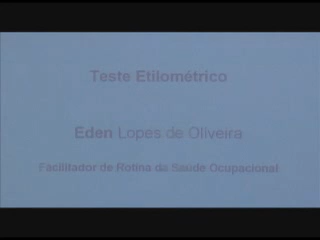 Teste Etilométrico
Eden Lopes de Oliveira
Facilitador de Rotina da Saúde Ocupacional